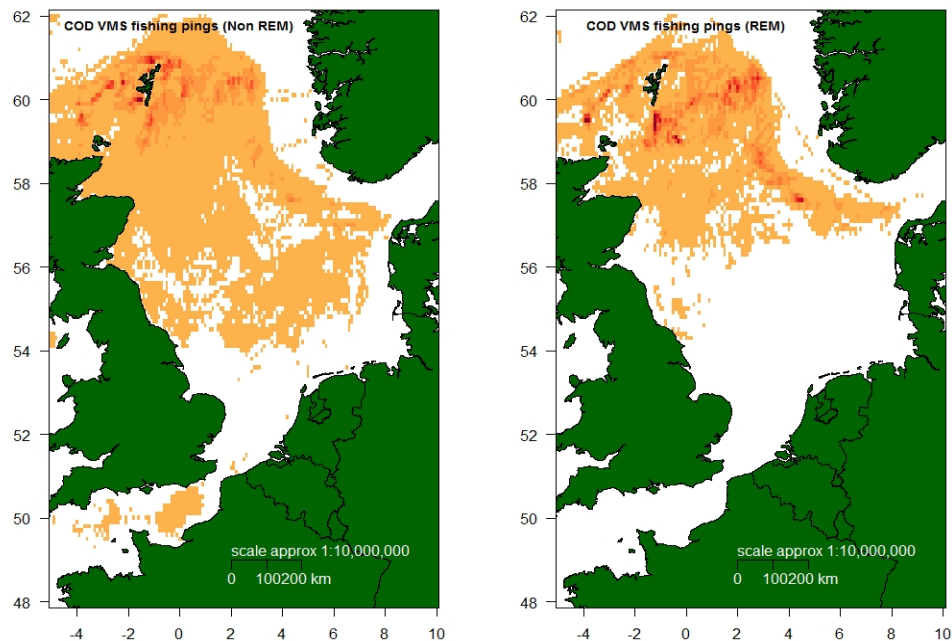 COD VMS fishing pings (Non REM)
62
60
58
56
54
52
50
48
scale approx 1:10,000,000
0 100200 km
-4 -2 0 2 4 6 8 10
COD VMS fishing pings (REM)
62
60
58
56
54
52
50
48
scale approx 1:10,000,000
0 100200 km
-4 -2 0 2 4 6 8 10